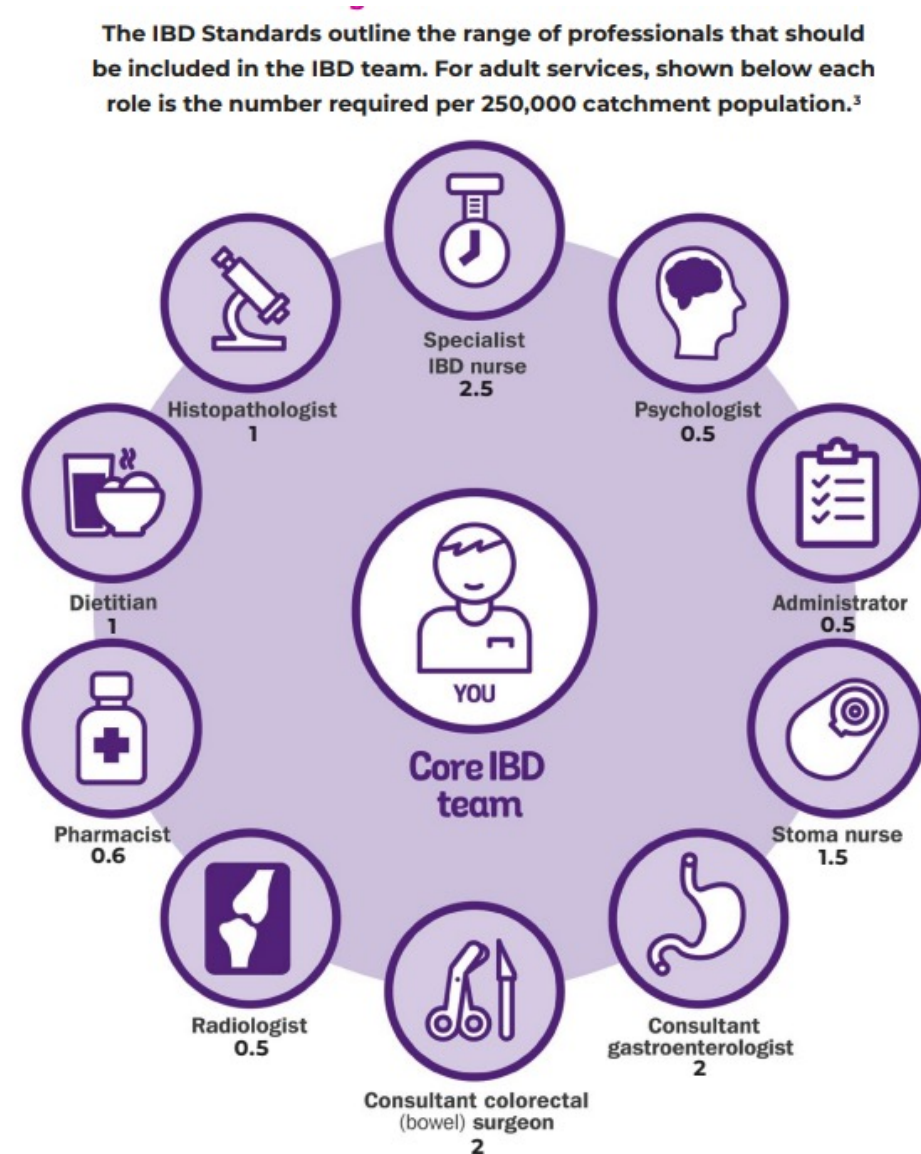 The IBD Standards outline the range of professionals that should
be included in the IBD team. For adult services, shown below each
role is the number required per 250,000 catchment population.³
Specialist
IBD nurse
2.5
Psychologist
0.5
Administrator
0.5
Stoma nurse
1.5
Consultant
gastroenterologist
2
Consultant colorectal
(bowel) surgeon
2
Radiologist
0.5
Pharmacist
0.6
Dietitian
1
Histopathologist
1
YOU
Core IBD
team